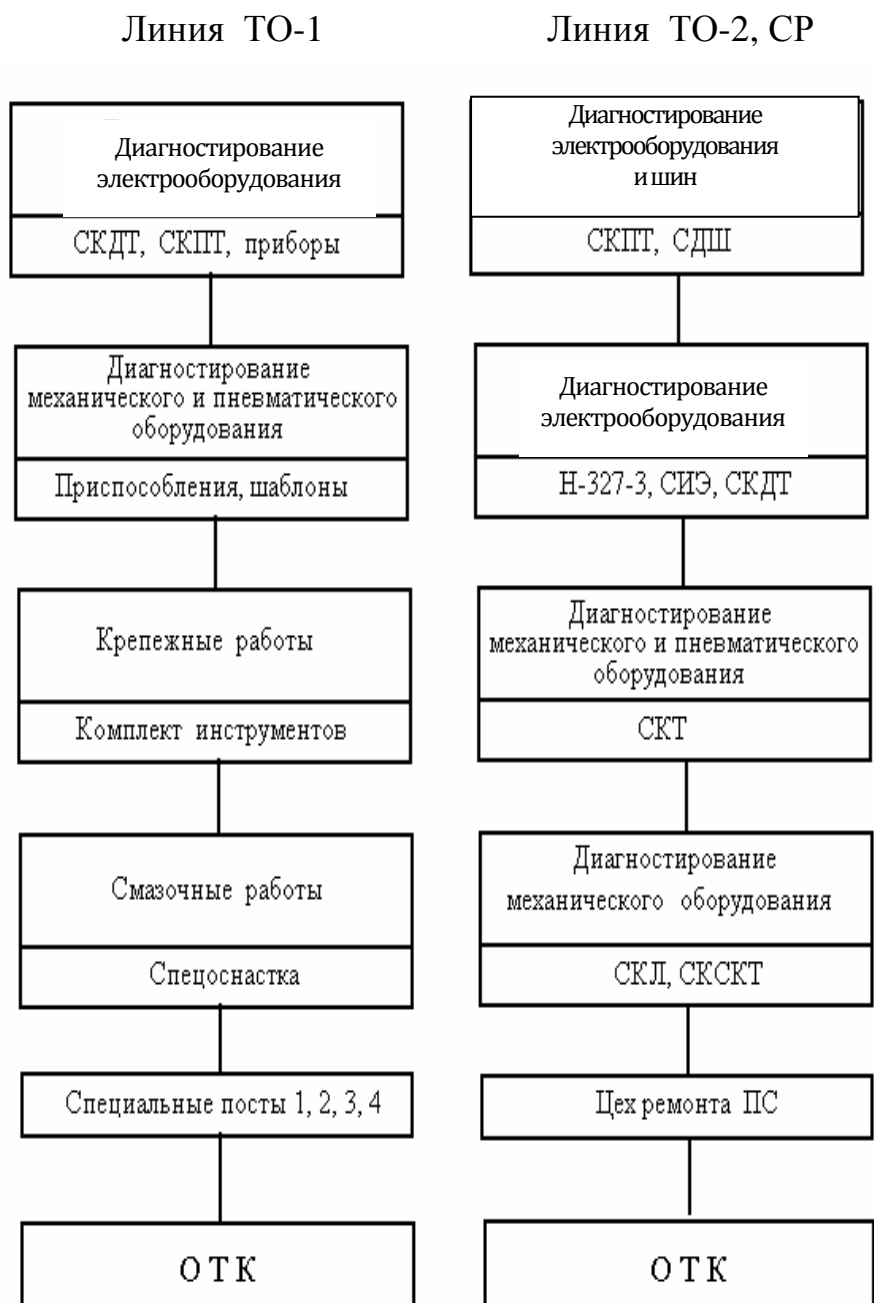 Линия ТО-1
Диагностирование
электрооборудования
СКДТ, СКПТ, приборы
Диагностирование
механического и пневматического
оборудования
Приспособления, шаблоны
Крепежные работы
Комплект инструментов
Смазочные работы
Спецоснастка
Специальные посты 1, 2, 3, 4
О Т К
Линия ТО-2, СР
Диагностирование
электрооборудования
и шин
СКПТ, СДШ
Диагностирование
электрооборудования
Н-327-3, СИЭ, СКДТ
Диагностирование
механического и пневматического
оборудования
СКТ
Диагностирование
механического оборудования
СКЛ, СКСКТ
Цех ремонта ПС
О Т К